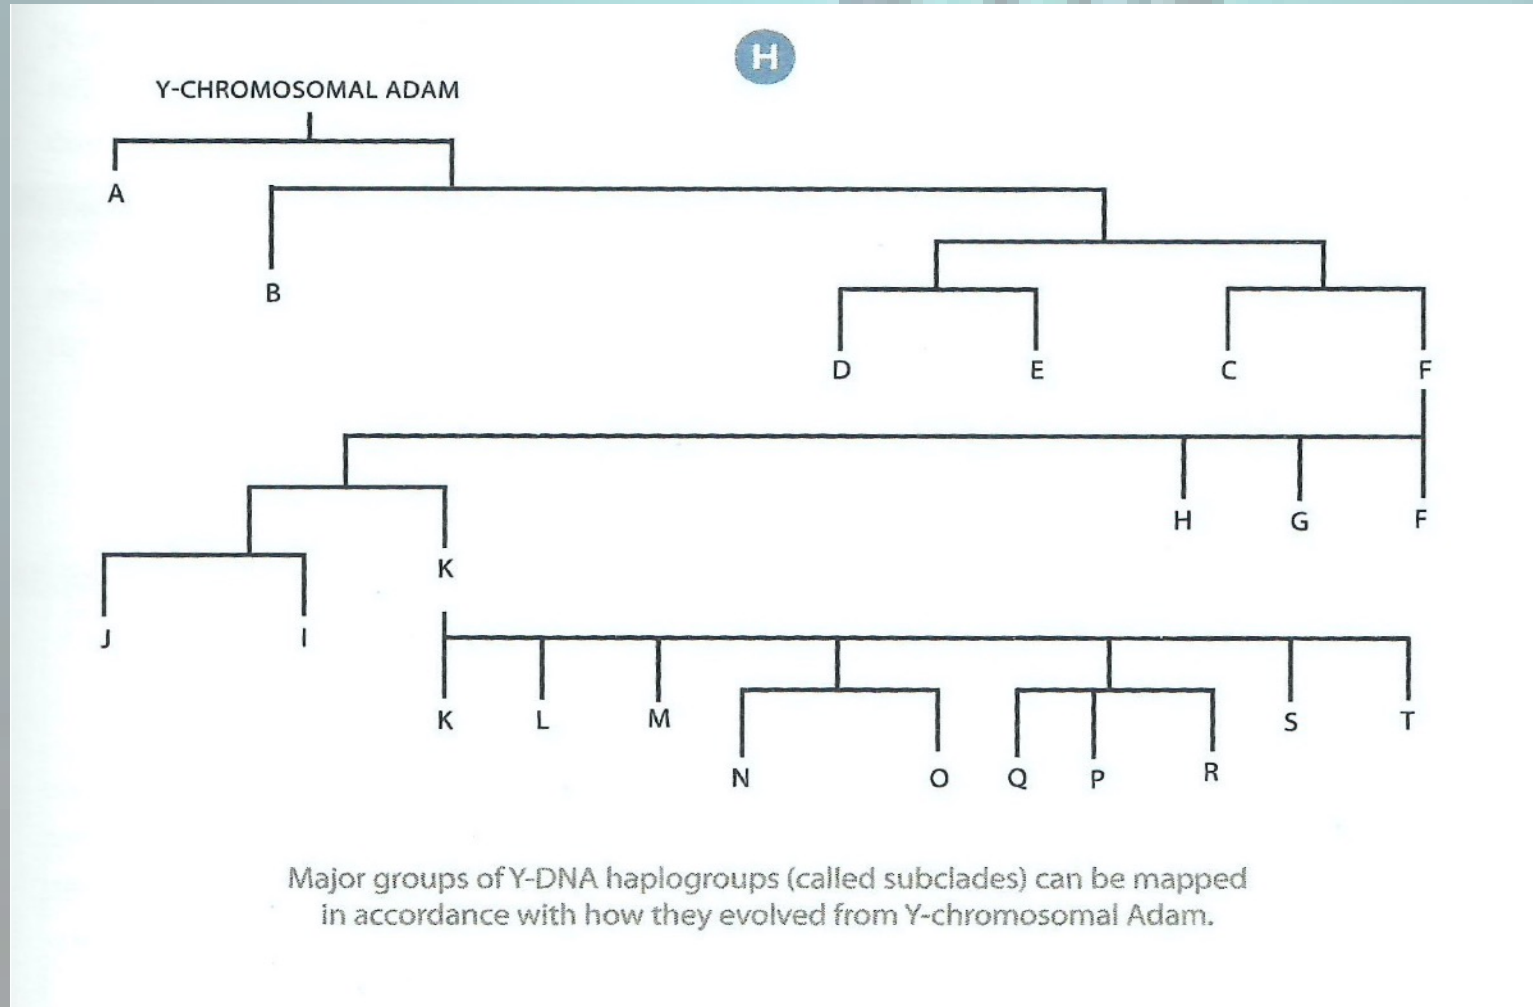 H
Y-CHROMOSOMAL ADAM
A
B
D E C F
H G F
K
J I
K L M S T
N O Q P R
Major groups of Y-DNA haplogroups (called subclades) can be mapped
in accordance with how they evolved from Y-chromosomal Adam.